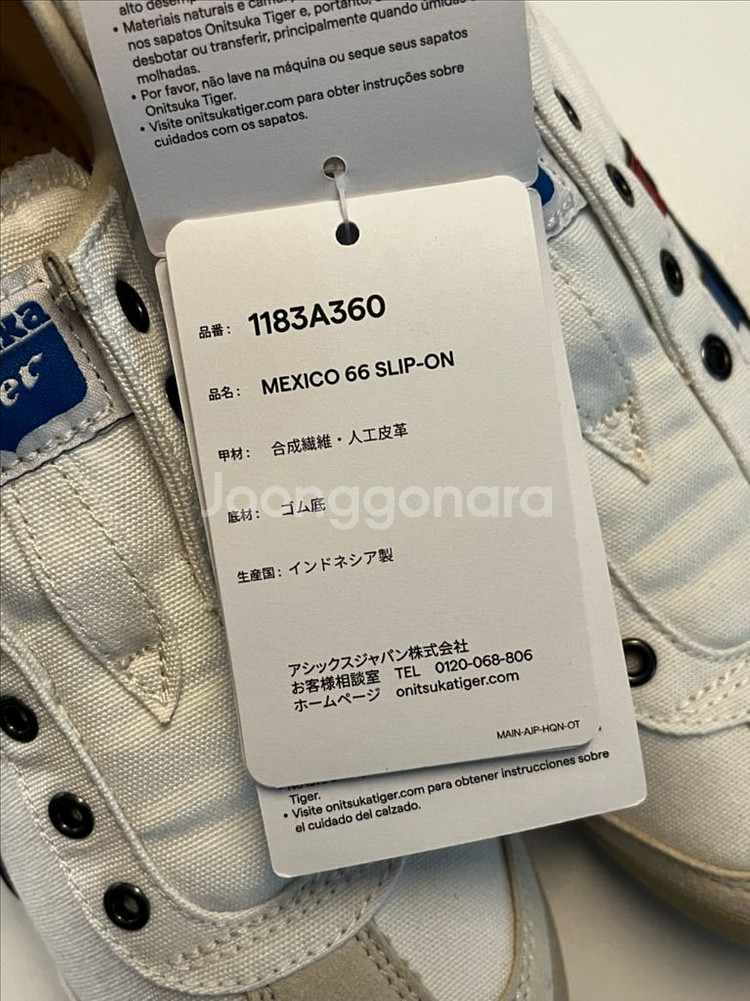 alto desemp
• Materiais naturais e cama
nos sapatos Onitsuka Tiger e, portanto,
desbotar ou transferir, principalmente quando úmidas
molhadas.
• Por favor, não lave na máquina ou seque seus sapatos
Onitsuka Tiger.
• Visite onitsukatiger.com para obter instruções sobre
cuidados com os sapatos.
品番: 1183A360
品名: MEXICO 66 SLIP-ON
甲材: 合成繊維・人工皮革
底材: ゴム底
Joonggonara
生産国: インドネシア製
アシックスジャパン株式会社
お客様相談室 TEL 0120-068-806
ホームページ onitsukatiger.com
MAIN-AJP-HQN-OT
Tiger.
• Visite onitsukatiger.com para obtener instrucciones sobre
el cuidado del calzado.
ka
er